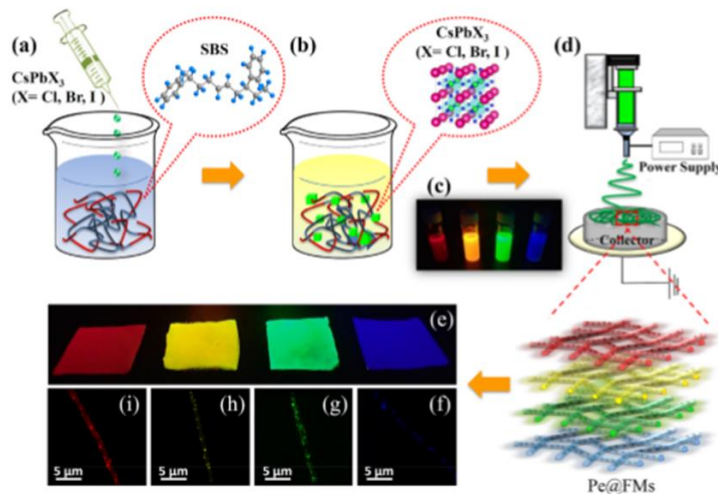 (a)
CsPbX3
(X= Cl, Br, I )
SBS
(b)
CsPbX3
(X= Cl, Br, I )
(c)
(d)
Power Supply
Collector
(e)
(i)
5 μm
(h)
5 μm
(g)
5 μm
(f)
5 μm
Pe@FMs